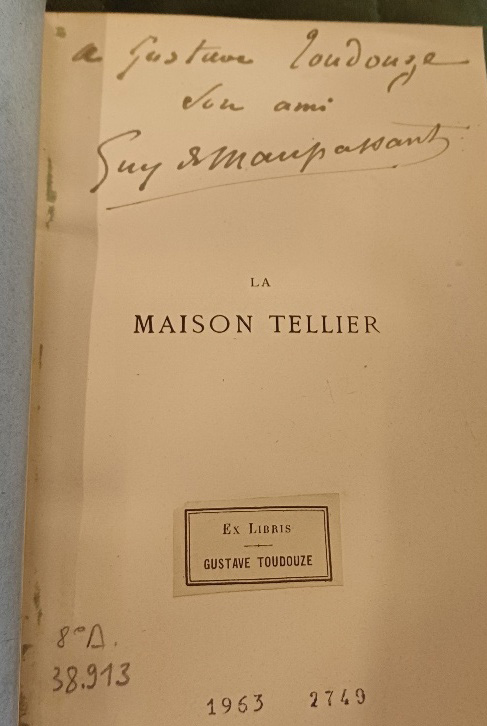 a Gustave Toudouze
son ami
Guy de Maupassant
LA
MAISON TELLIER
EX LIBRIS
GUSTAVE TOUDOUZE
8° Δ.
38.913
1963 2749